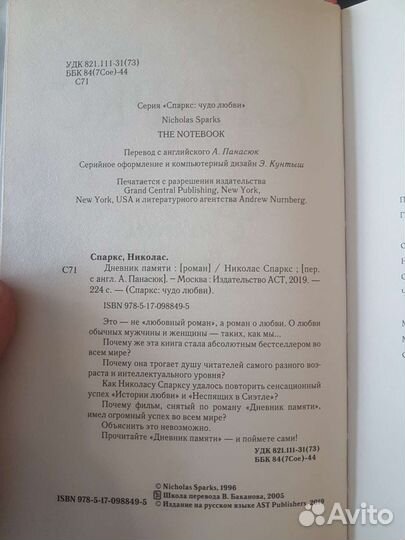 УДК 821.111-31(73)
ББК 84(7Сое)-44
С71
Серия «Спаркс: чудо любви»
Nicholas Sparks
THE NOTEBOOK
Перевод с английского А. Панасюк
Серийное оформление и компьютерный дизайн Э. Кунтыш
Печатается с разрешения издательства
Grand Central Publishing, New York,
New York, USA и литературного агентства Andrew Nurnberg.
Спаркс, Николас.
С71 Дневник памяти : [роман] / Николас Спаркс ; [пер.
с англ. А. Панасюк]. – Москва : Издательство АСТ, 2019. —
224 с. — (Спаркс: чудо любви).
ISBN 978-5-17-098849-5
Это — не «любовный роман», а роман о любви. О любви
обычных мужчины и женщины — таких, как мы...
Почему же эта книга стала абсолютным бестселлером во
всем мире?
Почему она трогает душу читателей самого разного возра-
ста и интеллектуального уровня?
Как Николасу Спарксу удалось повторить сенсационный
успех «Истории любви» и «Неспящих в Сиэтле»?
Почему фильм, снятый по роману «Дневник памяти»,
имел огромный успех во всем мире?
Объяснить это невозможно.
Прочитайте «Дневник памяти» — и поймете сами!
УДК 821.111-31(73)
ББК 84(7Сое)-44
© Nicholas Sparks, 1996
© Школа перевода В. Баканова, 2005
ISBN 978-5-17-098849-5 © Издание на русском языке AST Publishers, 2019
Avito